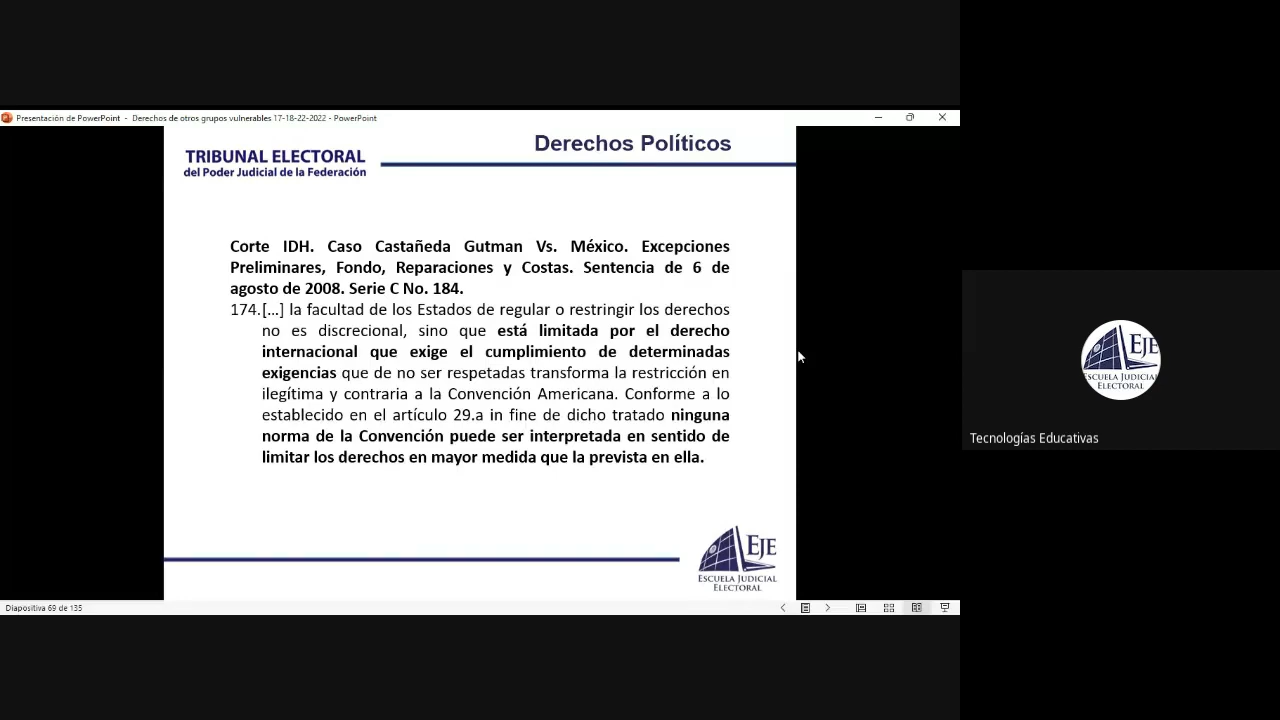 Presentación de PowerPoint - Derechos de otros grupos vulnerables 17-18-22-2022 - PowerPoint
Derechos Políticos
TRIBUNAL ELECTORAL
del Poder Judicial de la Federación
Corte IDH. Caso Castañeda Gutman Vs. México. Excepciones
Preliminares, Fondo, Reparaciones y Costas. Sentencia de 6 de
agosto de 2008. Serie C No. 184.
174.[...] la facultad de los Estados de regular o restringir los derechos
no es discrecional, sino que está limitada por el derecho
internacional que exige el cumplimiento de determinadas
exigencias que de no ser respetadas transforma la restricción en
ilegítima y contraria a la Convención Americana. Conforme a lo
establecido en el artículo 29.a in fine de dicho tratado ninguna
norma de la Convención puede ser interpretada en sentido de
limitar los derechos en mayor medida que la prevista en ella.
EJE
ESCUELA JUDICIAL
ELECTORAL
Diapositiva 69 de 135
EJE
ESCUELA JUDICIAL
ELECTORAL
Tecnologías Educativas